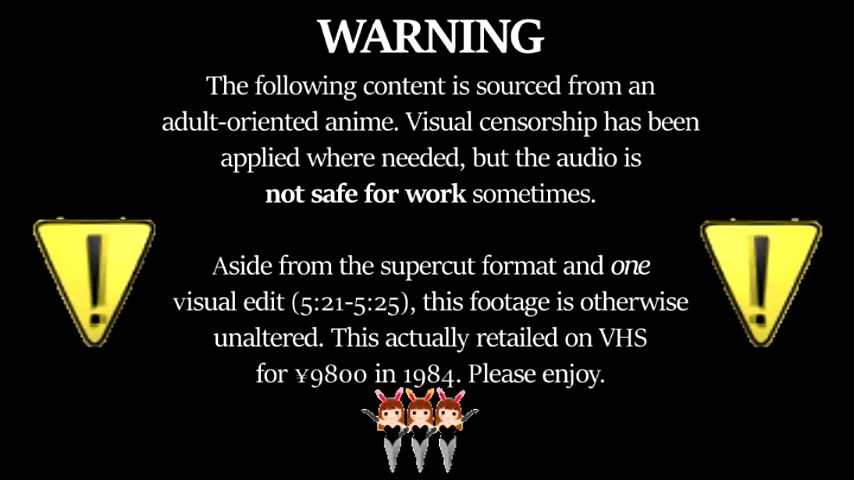 WARNING
The following content is sourced from an
adult-oriented anime. Visual censorship has been
applied where needed, but the audio is
not safe for work sometimes.
Aside from the supercut format and one
visual edit (5:21-5:25), this footage is otherwise
unaltered. This actually retailed on VHS
for ¥9800 in 1984. Please enjoy.